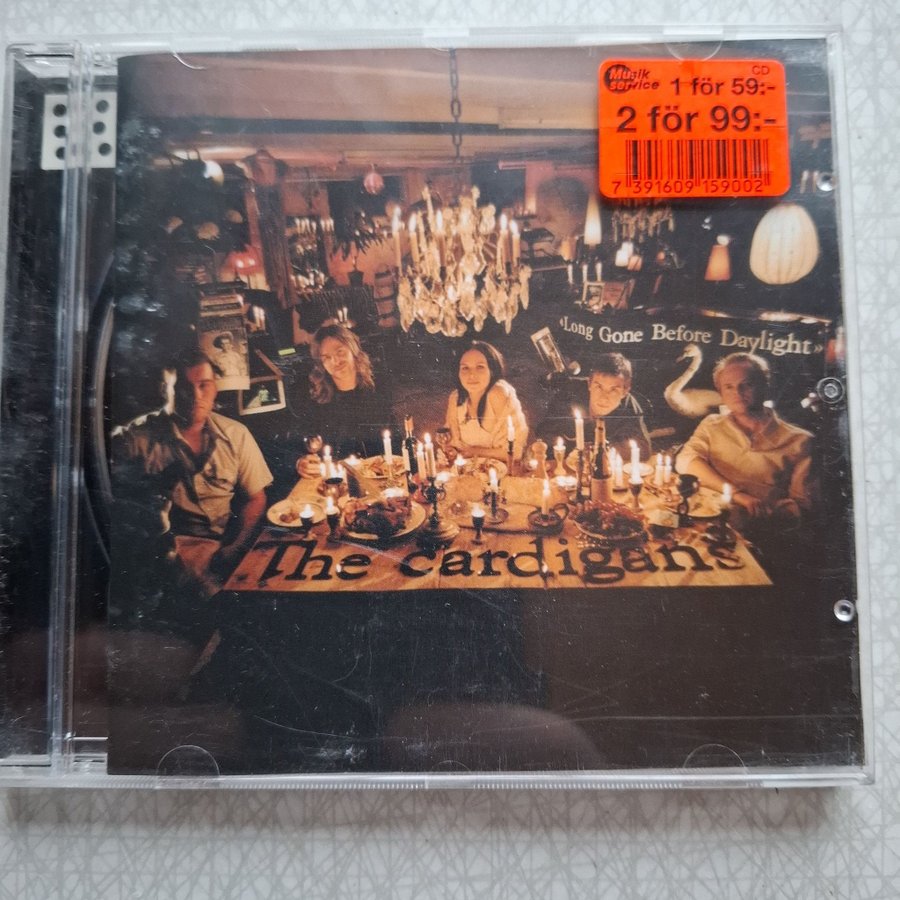 Musik
service
CD
1 för 59:-
2 för 99:-
7 391609 159002
‹Long Gone Before Daylight»
The cardigans